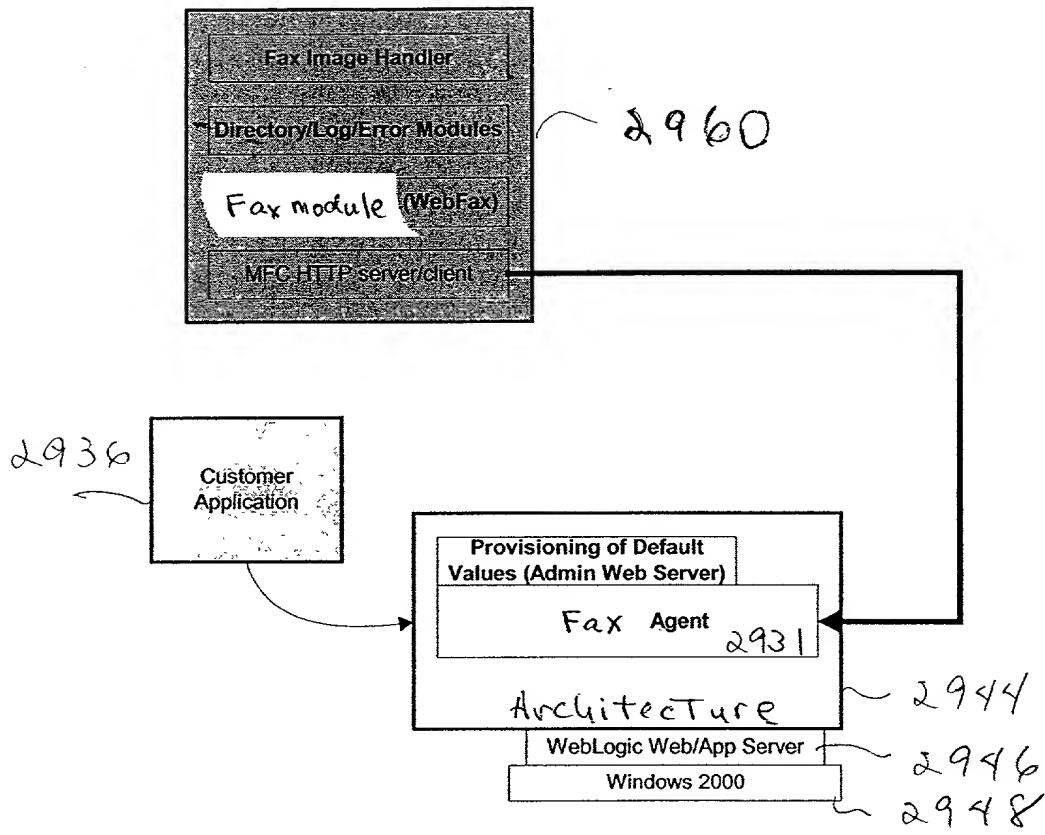 Fax Image Handler
Directory/Log/Error Modules
2960
Fax module (WebFax)
MFC HTTP server/client
2936
Customer
Application
Provisioning of Default
Values (Admin Web Server)
Fax Agent
2931
Architecture
2944
WebLogic Web/App Server
2946
Windows 2000
2948